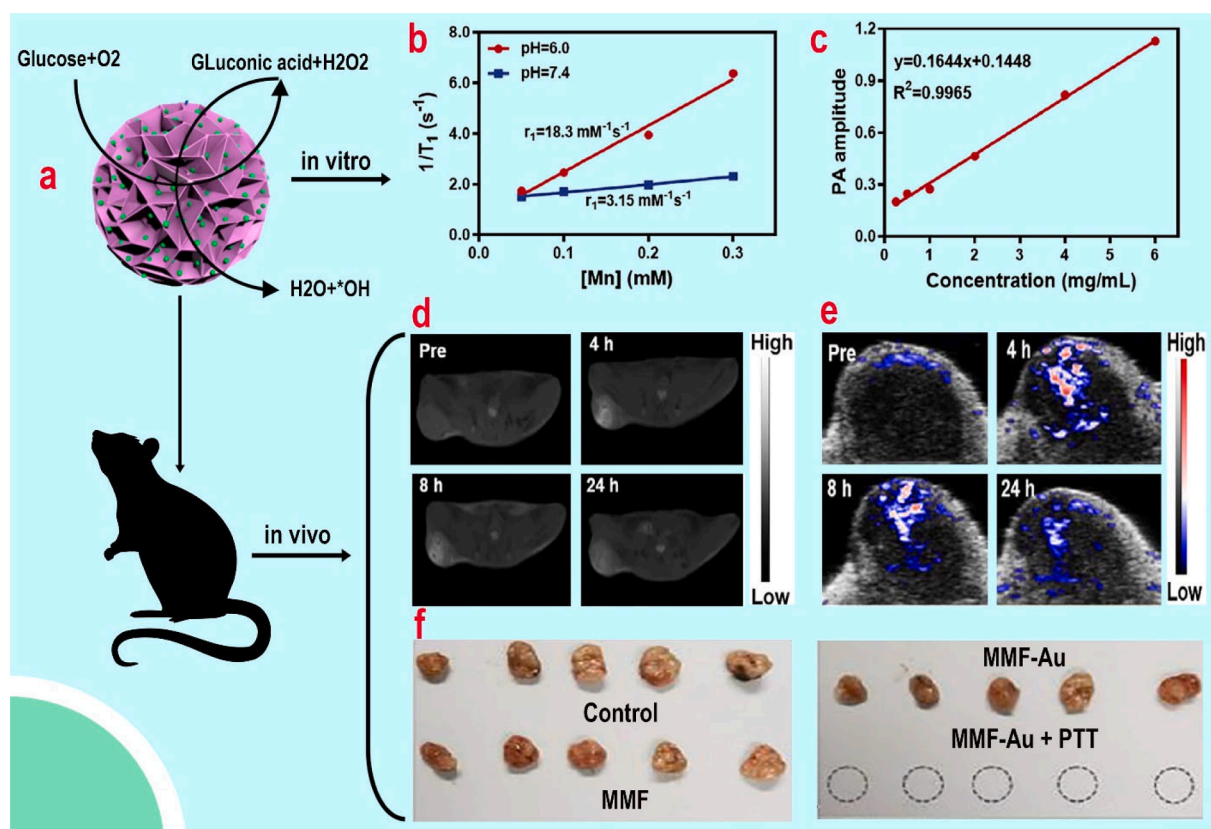 a
Glucose+O2
GLuconic acid+H2O2
H2O+*OH
in vitro
in vivo
b
pH=6.0
pH=7.4
r₁=18.3 mM⁻¹s⁻¹
r₁=3.15 mM⁻¹s⁻¹
1/T₁ (s⁻¹)
8.0
6.0
4.0
2.0
0.0
0.0
0.1
0.2
0.3
[Mn] (mM)
c
y=0.1644x+0.1448
R²=0.9965
PA amplitude
1.2
0.9
0.6
0.3
0.0
0
1
2
3
4
5
6
Concentration (mg/mL)
d
Pre
4 h
8 h
24 h
High
Low
e
Pre
4 h
8 h
24 h
High
Low
f
Control
MMF
MMF-Au
MMF-Au + PTT